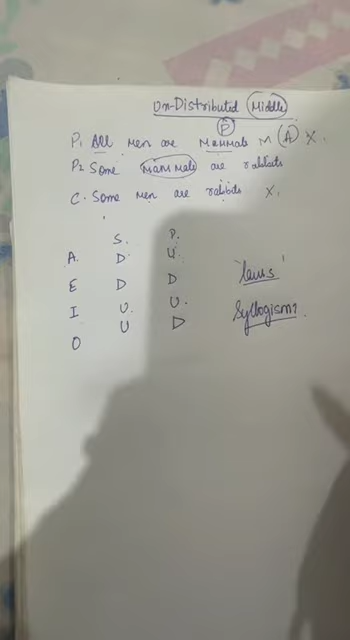 Un-Distributed Middle
P
P1 All men are Mammals M (A) X.
P2 Some Mammals are rabbits
C. Some men are rabbits X.
S. P.
A. D U.
E D D
I U. U.
O U D
'Laws'
Syllogism?